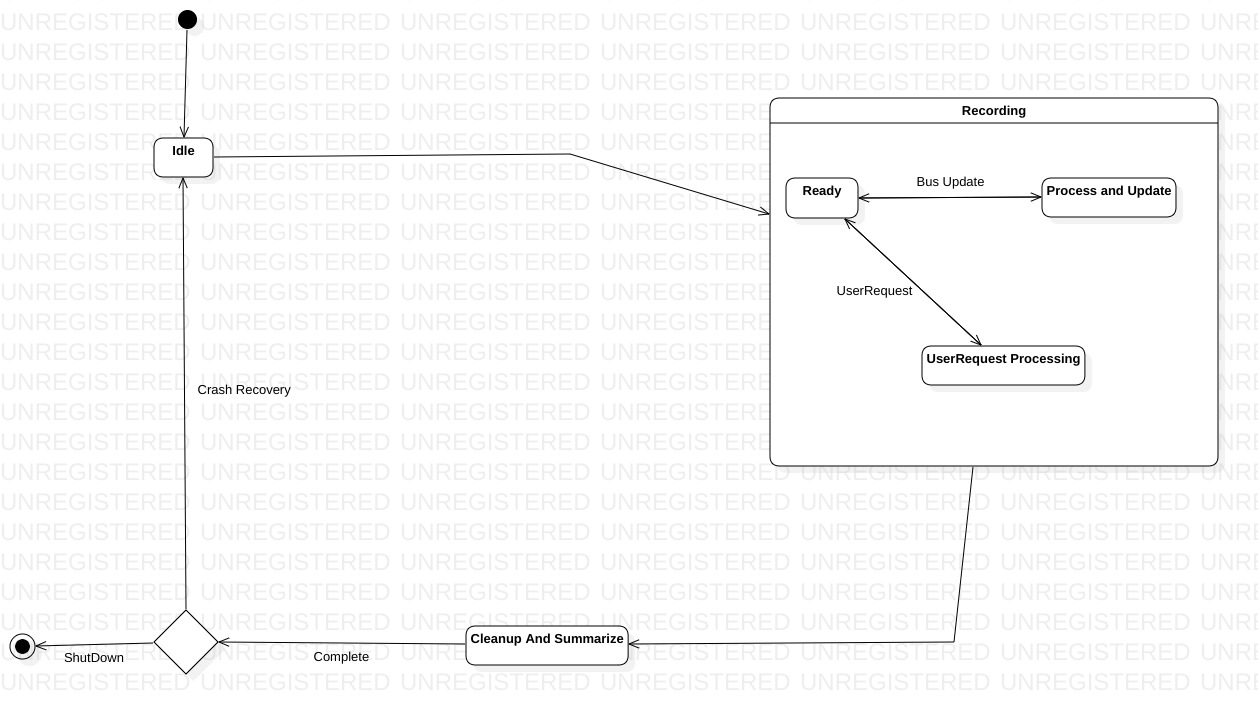 UNREGISTERED UNREGISTERED UNREGISTERED UNREGISTERED UNREGISTERED UNREGISTERED
Recording
Idle
Bus Update
Ready
Process and Update
UserRequest
UserRequest Processing
Crash Recovery
Cleanup And Summarize
Complete
ShutDown